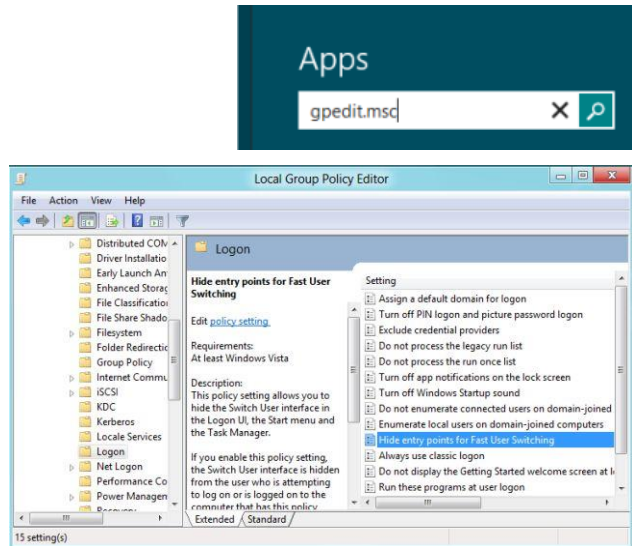 Apps
gpedit.msc
Local Group Policy Editor
File Action View Help
Distributed COM
Driver Installatio
Early Launch An
Enhanced Storag
File Classification
File Share Shado
Filesystem
Folder Redirectio
Group Policy
Internet Commu
iSCSI
KDC
Kerberos
Locale Services
Logon
Net Logon
Performance Co
Power Managen
Recovery
Logon
Hide entry points for Fast User
Switching
Edit policy setting
Requirements:
At least Windows Vista
Description:
This policy setting allows you to
hide the Switch User interface in
the Logon UI, the Start menu and
the Task Manager.
If you enable this policy setting,
the Switch User interface is hidden
from the user who is attempting
to log on or is logged on to the
computer that has this policy
Setting
Assign a default domain for logon
Turn off PIN logon and picture password logon
Exclude credential providers
Do not process the legacy run list
Do not process the run once list
Turn off app notifications on the lock screen
Turn off Windows Startup sound
Do not enumerate connected users on domain-joined
Enumerate local users on domain-joined computers
Hide entry points for Fast User Switching
Always use classic logon
Do not display the Getting Started welcome screen at l
Run these programs at user logon
Extended Standard
15 setting(s)